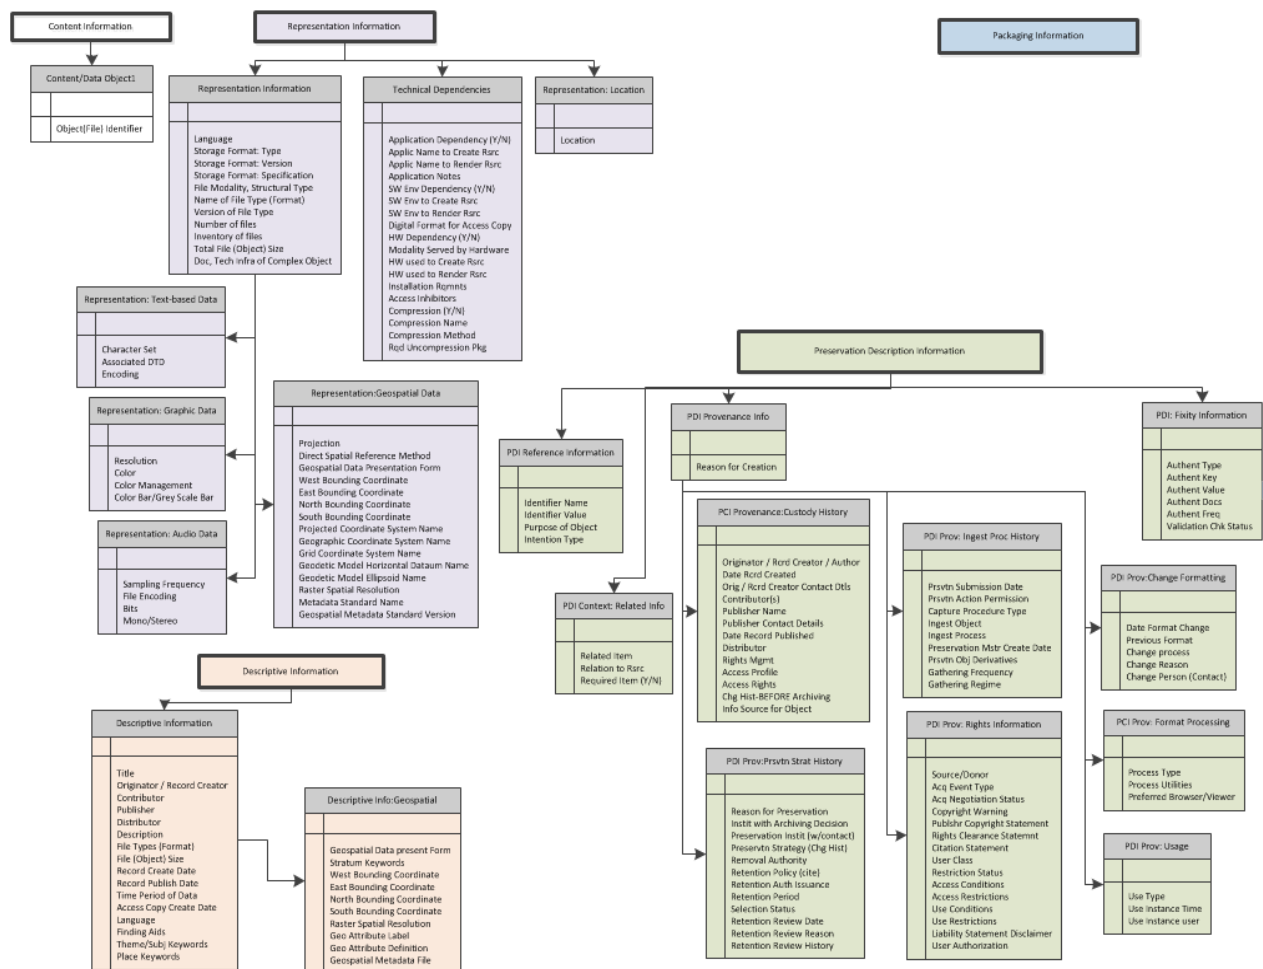 Content Information
Content/Data Object1
Object(File) Identifier
Representation Information
Representation Information
Language
Storage Format: Type
Storage Format: Version
Storage Format: Specification
File Modality, Structural Type
Name of File Type (Format)
Version of File Type
Number of files
Inventory of files
Total File (Object) Size
Doc, Tech Infra of Complex Object
Technical Dependencies
Application Dependency (Y/N)
Applic Name to Create Rsrc
Applic Name to Render Rsrc
Application Notes
SW Env Dependency (Y/N)
SW Env to Create Rsrc
SW Env to Render Rsrc
Digital Format for Access Copy
HW Dependency (Y/N)
Modality Served by Hardware
HW used to Create Rsrc
HW used to Render Rsrc
Installation Rqmnts
Access Inhibitors
Compression (Y/N)
Compression Name
Compression Method
Rqd Uncompression Pkg
Representation: Location
Location
Packaging Information
Representation: Text-based Data
Character Set
Associated DTD
Encoding
Representation: Graphic Data
Resolution
Color
Color Management
Color Bar/Grey Scale Bar
Representation: Audio Data
Sampling Frequency
File Encoding
Bits
Mono/Stereo
Representation:Geospatial Data
Projection
Direct Spatial Reference Method
Geospatial Data Presentation Form
West Bounding Coordinate
East Bounding Coordinate
North Bounding Coordinate
South Bounding Coordinate
Projected Coordinate System Name
Geographic Coordinate System Name
Grid Coordinate System Name
Geodetic Model Horizontal Dataum Name
Geodetic Model Ellipsoid Name
Raster Spatial Resolution
Metadata Standard Name
Geospatial Metadata Standard Version
Descriptive Information
Descriptive Information
Title
Originator / Record Creator
Contributor
Publisher
Distributor
Description
File Types (Format)
File (Object) Size
Record Create Date
Record Publish Date
Time Period of Data
Access Copy Create Date
Language
Finding Aids
Theme/Subj Keywords
Place Keywords
Descriptive Info:Geospatial
Geospatial Data present Form
Stratum Keywords
West Bounding Coordinate
East Bounding Coordinate
North Bounding Coordinate
South Bounding Coordinate
Raster Spatial Resolution
Geo Attribute Label
Geo Attribute Definition
Geospatial Metadata File
Preservation Description Information
PDI Reference Information
Identifier Name
Identifier Value
Purpose of Object
Intention Type
PDI Context: Related Info
Related Item
Relation to Rsrc
Required Item (Y/N)
PDI Provenance Info
Reason for Creation
PCI Provenance:Custody History
Originator / Rcrd Creator / Author
Date Rcrd Created
Orig / Rcrd Creator Contact Dtls
Contributor(s)
Publisher Name
Publisher Contact Details
Date Record Published
Distributor
Rights Mgmt
Access Profile
Access Rights
Chg Hist-BEFORE Archiving
Info Source for Object
PDI Prov:Prsvtn Strat History
Reason for Preservation
Instit with Archiving Decision
Preservation Instit (w/contact)
Preservtn Strategy (Chg Hist)
Removal Authority
Retention Policy (cite)
Retention Auth Issuance
Retention Period
Selection Status
Retention Review Date
Retention Review Reason
Retention Review History
PDI Prov: Ingest Proc History
Prsvtn Submission Date
Prsvtn Action Permission
Capture Procedure Type
Ingest Object
Ingest Process
Preservation Mstr Create Date
Prsvtn Obj Derivatives
Gathering Frequency
Gathering Regime
PDI Prov: Rights Information
Source/Donor
Acq Event Type
Acq Negotiation Status
Copyright Warning
Publshr Copyright Statement
Rights Clearance Statemnt
Citation Statement
User Class
Restriction Status
Access Conditions
Access Restrictions
Use Conditions
Use Restrictions
Liability Statement Disclaimer
User Authorization
PDI: Fixity Information
Authent Type
Authent Key
Authent Value
Authent Docs
Authent Freq
Validation Chk Status
PDI Prov:Change Formatting
Date Format Change
Previous Format
Change process
Change Reason
Change Person (Contact)
PCI Prov: Format Processing
Process Type
Process Utilities
Preferred Browser/Viewer
PDI Prov: Usage
Use Type
Use Instance Time
Use Instance user